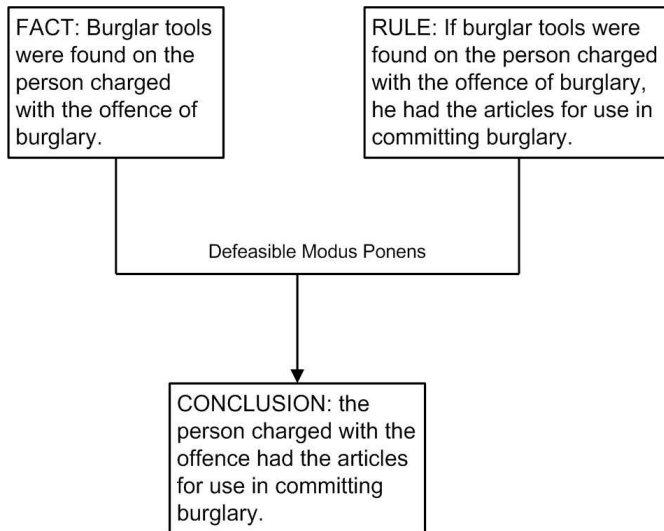 FACT: Burglar tools
were found on the
person charged
with the offence of
burglary.
RULE: If burglar tools were
found on the person charged
with the offence of burglary,
he had the articles for use in
committing burglary.
Defeasible Modus Ponens
CONCLUSION: the
person charged with the
offence had the articles
for use in committing
burglary.